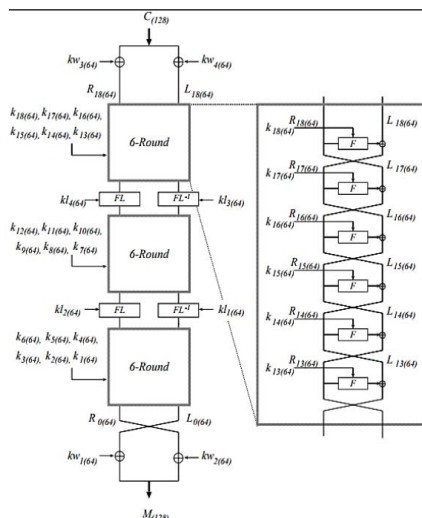 C(128)
kw3(64)
kw4(64)
R18(64)
L18(64)
k18(64), k17(64), k16(64),
k15(64), k14(64), k13(64)
6-Round
kl4(64)
FL
FL-1
kl3(64)
k12(64), k11(64), k10(64),
k9(64), k8(64), k7(64)
6-Round
kl2(64)
FL
FL-1
kl1(64)
k6(64), k5(64), k4(64),
k3(64), k2(64), k1(64)
6-Round
R0(64)
L0(64)
kw1(64)
kw2(64)
M(128)
R18(64)
L18(64)
k18(64)
F
R17(64)
L17(64)
k17(64)
F
R16(64)
L16(64)
k16(64)
F
R15(64)
L15(64)
k15(64)
F
R14(64)
L14(64)
k14(64)
F
R13(64)
L13(64)
k13(64)
F